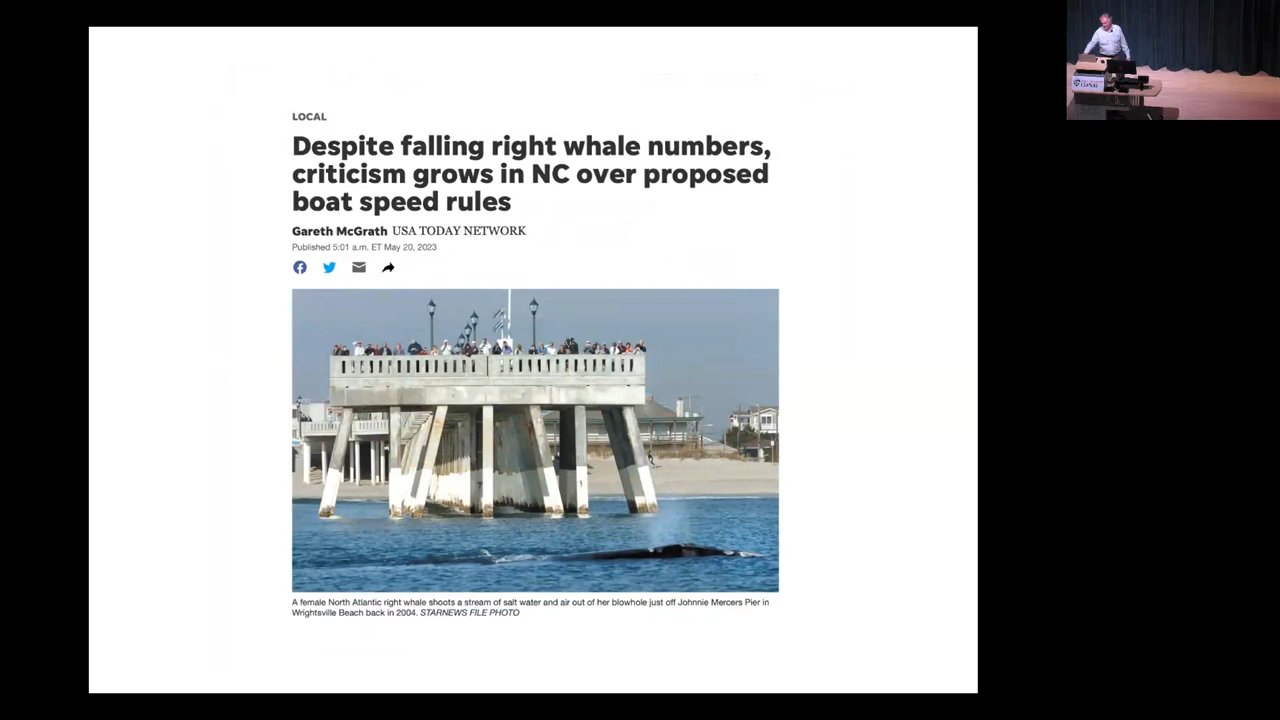 LOCAL
Despite falling right whale numbers,
criticism grows in NC over proposed
boat speed rules
Gareth McGrath USA TODAY NETWORK
Published 5:01 a.m. ET May 20, 2023
A female North Atlantic right whale shoots a stream of salt water and air out of her blowhole just off Johnnie Mercers Pier in
Wrightsville Beach back in 2004. STARNEWS FILE PHOTO